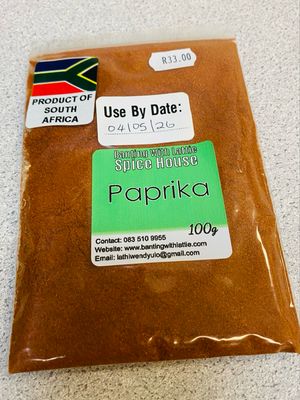 R33.00
PRODUCT OF
SOUTH
AFRICA
Use By Date:
04/05/26
Banting With Lattie
Spice House
Paprika
100g
Contact: 083 510 9955
Website: www.bantingwithlattie.com
Email: lathiwendyulo@gmail.com